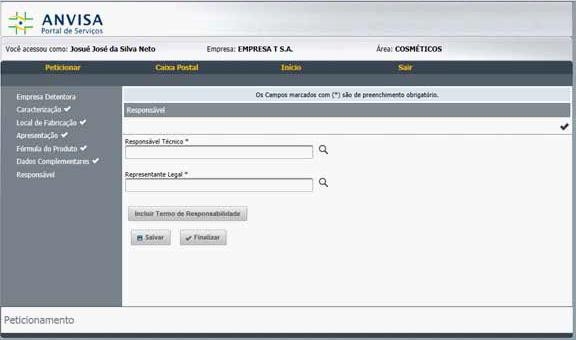 ANVISA
Portal de Serviços
Você acessou como: Josué José da Silva Neto Empresa: EMPRESA T S.A. Área: COSMÉTICOS
Peticionar Caixa Postal Início Sair
Empresa Detentora
Caracterização
Local de Fabricação
Apresentação
Fórmula do Produto
Dados Complementares
Responsável
Os Campos marcados com (*) são de preenchimento obrigatório.
Responsável
Responsável Técnico *
Representante Legal *
Incluir Termo de Responsabilidade
Salvar Finalizar
Peticionamento